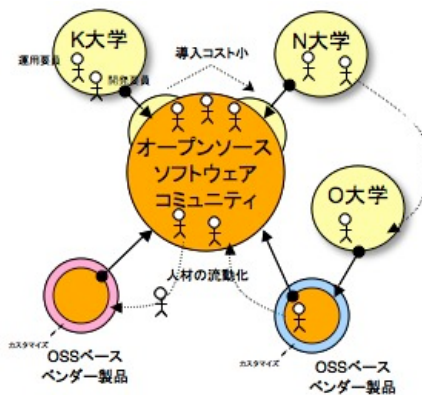 K大学
運用要員
開発要員
導入コスト小
N大学
オープンソース
ソフトウェア
コミュニティ
O大学
人材の流動化
カスタマイズ
OSSベース
ベンダー製品
カスタマイズ
OSSベース
ベンダー製品